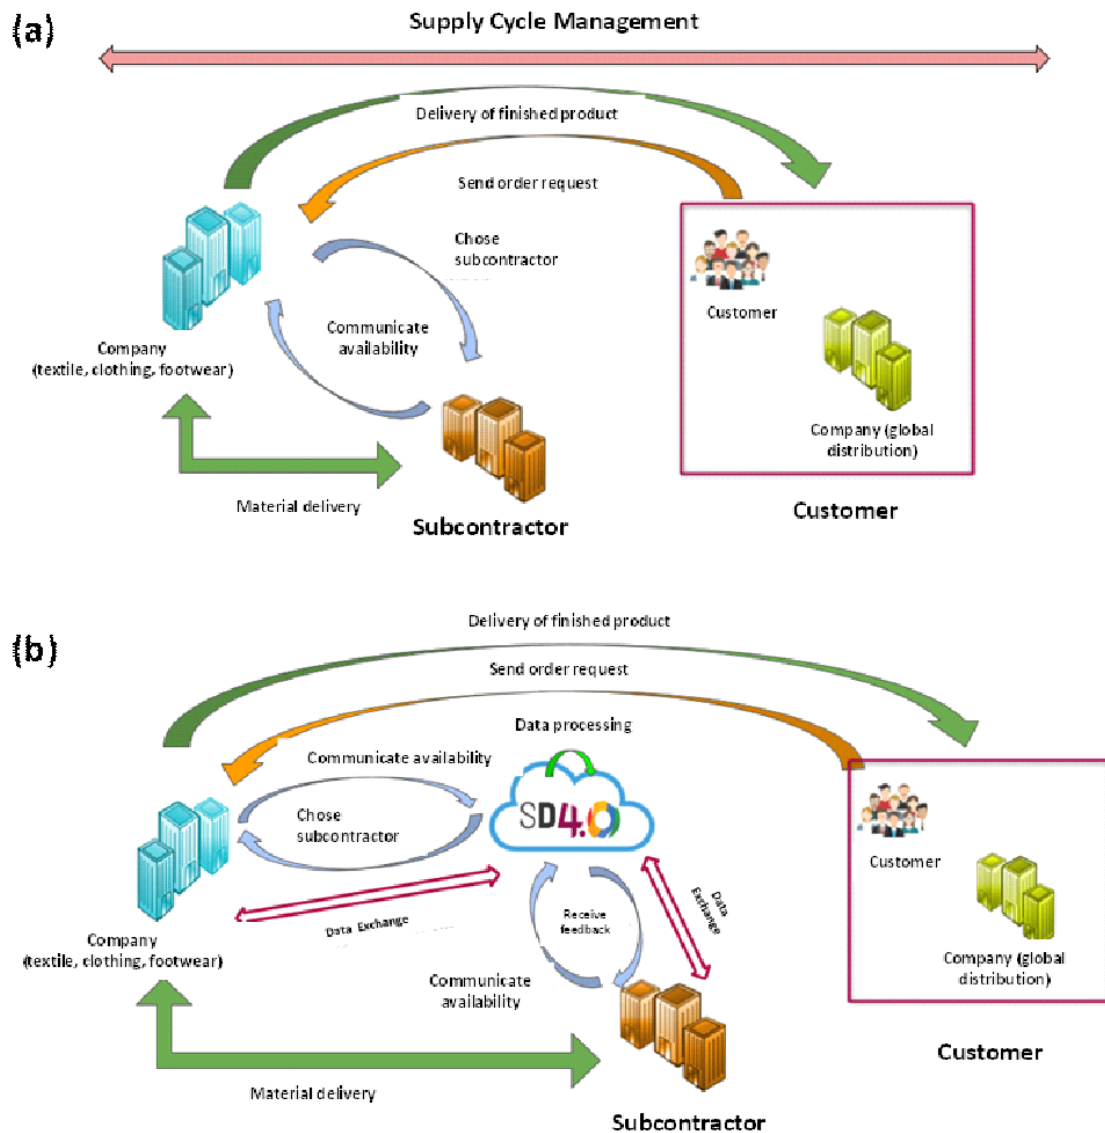 (a)
Supply Cycle Management
Delivery of finished product
Send order request
Chose
subcontractor
Communicate
availability
Customer
Company
(textile, clothing, footwear)
Company (global
distribution)
Material delivery
Subcontractor
Customer
(b)
Delivery of finished product
Send order request
Data processing
Communicate availability
SD4.0
Chose
subcontractor
Customer
Data Exchange
Data
Exchange
Receive
feedback
Company
(textile, clothing, footwear)
Communicate
availability
Company (global
distribution)
Customer
Material delivery
Subcontractor